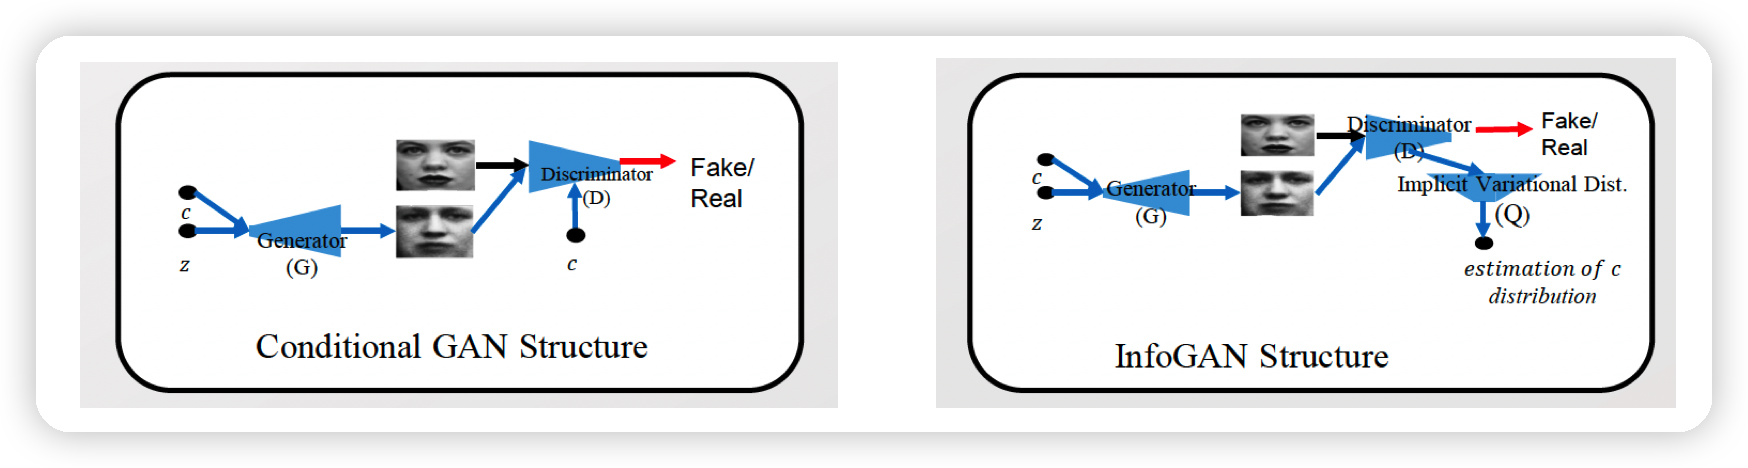 c
z
Generator
(G)
Discriminator
(D)
c
Fake/
Real
Conditional GAN Structure
c
z
Generator
(G)
Discriminator
(D)
Fake/
Real
Implicit Variational Dist.
(Q)
estimation of c
distribution
InfoGAN Structure